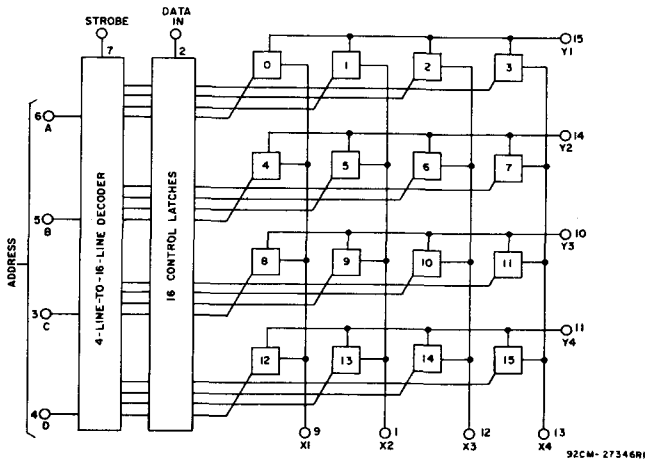 STROBE
DATA
IN
7
2
15
Y1
0
1
2
3
6
A
14
Y2
4
5
6
7
5
B
ADDRESS
4-LINE-TO-16-LINE DECODER
16 CONTROL LATCHES
10
Y3
8
9
10
11
3
C
11
Y4
12
13
14
15
4
D
9
X1
1
X2
12
X3
13
X4
92CM-27346RI